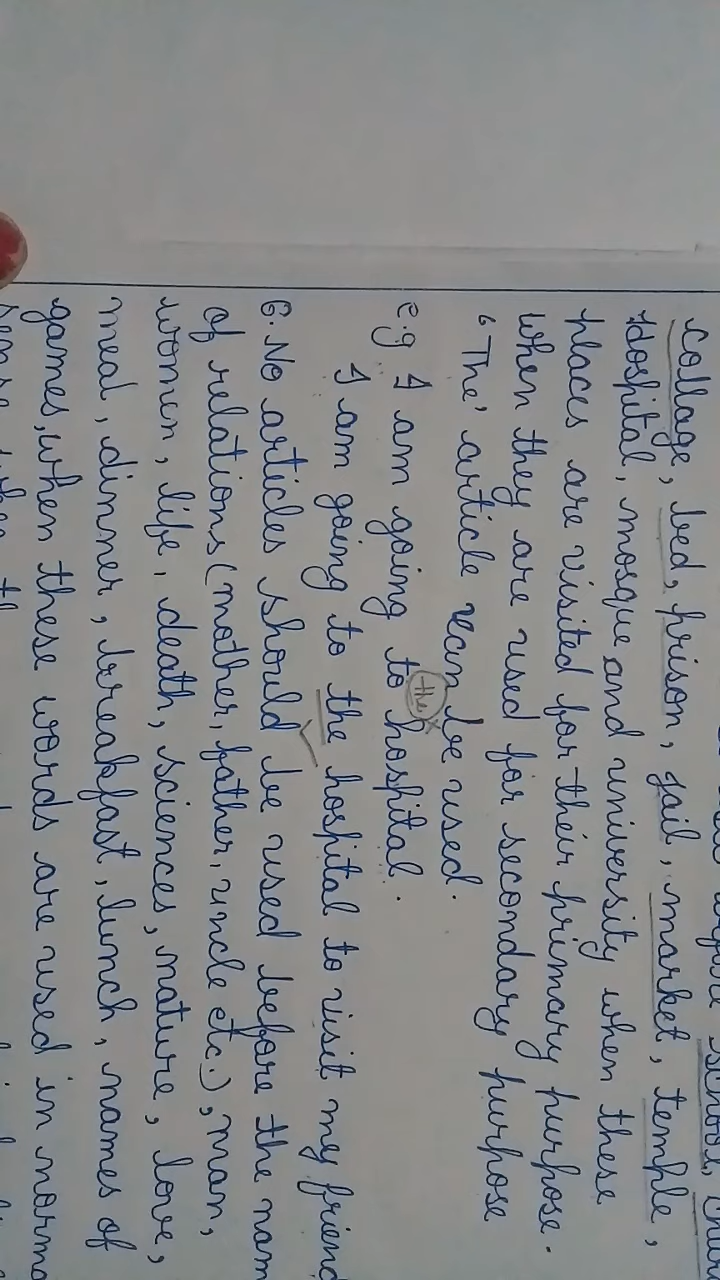 school,
collage, bed, prison, jail, market, temple,
Hospital, mosque and university when these
places are visited for their primary purpose.
when they are used for secondary purpose
'The' article can be used.
e.g I am going to the x hospital.
I am going to the hospital to visit my friend
6. No articles should be used before the nam
of relations (mother, father, uncle etc.), man,
women, life, death, sciences, nature, love,
meal, dinner, breakfast, lunch, names of
games, when these words are used in norma